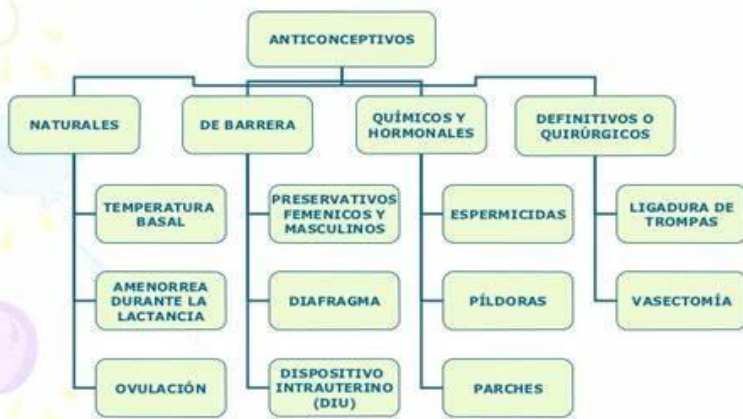 ANTICONCEPTIVOS
NATURALES
DE BARRERA
QUÍMICOS Y
HORMONALES
DEFINITIVOS O
QUIRÚRGICOS
TEMPERATURA
BASAL
PRESERVATIVOS
FEMENICOS Y
MASCULINOS
ESPERMICIDAS
LIGADURA DE
TROMPAS
AMENORREA
DURANTE LA
LACTANCIA
DIAFRAGMA
PÍLDORAS
VASECTOMÍA
OVULACIÓN
DISPOSITIVO
INTRAUTERINO
(DIU)
PARCHES